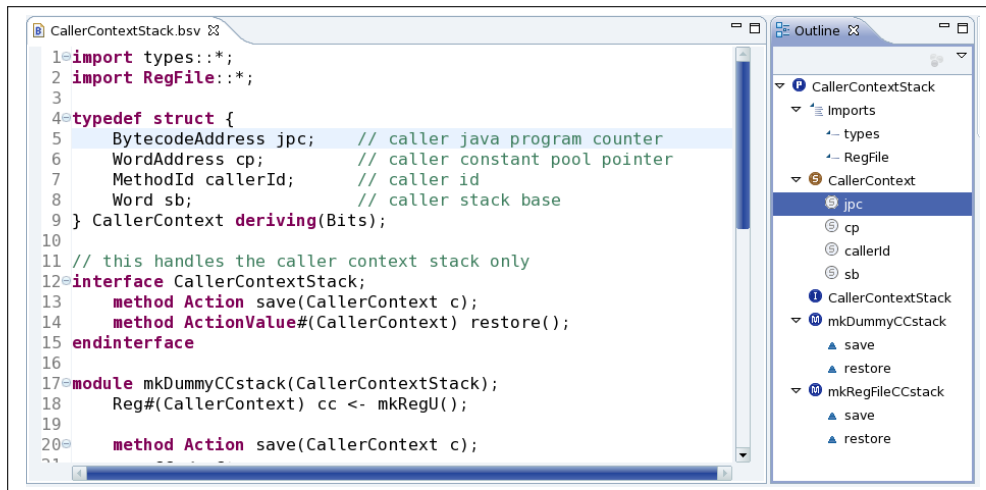 CallerContextStack.bsv
1 import types::*;
2 import RegFile::*;
3
4 typedef struct {
5 BytecodeAddress jpc; // caller java program counter
6 WordAddress cp; // caller constant pool pointer
7 MethodId callerId; // caller id
8 Word sb; // caller stack base
9 } CallerContext deriving(Bits);
10
11 // this handles the caller context stack only
12 interface CallerContextStack;
13 method Action save(CallerContext c);
14 method ActionValue#(CallerContext) restore();
15 endinterface
16
17 module mkDummyCCstack(CallerContextStack);
18 Reg#(CallerContext) cc <- mkRegU();
19
20 method Action save(CallerContext c);
Outline
CallerContextStack
Imports
types
RegFile
CallerContext
jpc
cp
callerId
sb
CallerContextStack
mkDummyCCstack
save
restore
mkRegFileCCstack
save
restore